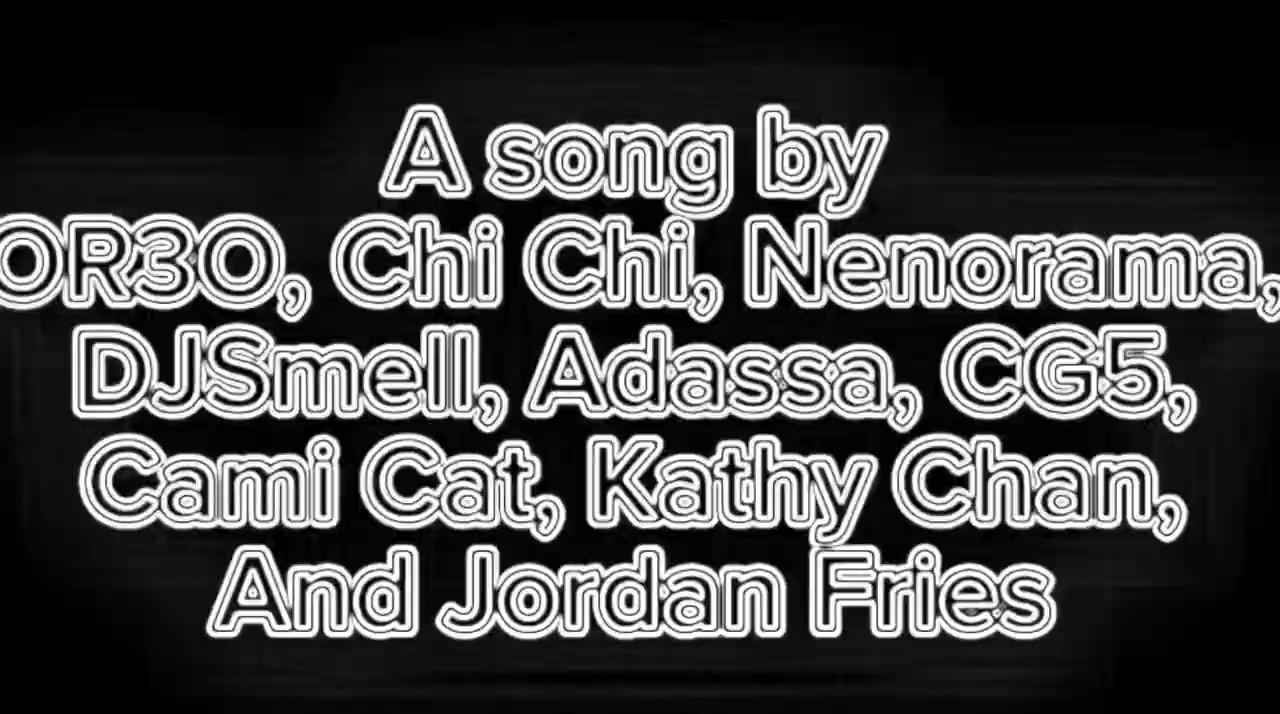 A song by
OR3O, Chi Chi, Nenorama,
DJSmell, Adassa, CG5,
Cami Cat, Kathy Chan,
And Jordan Fries